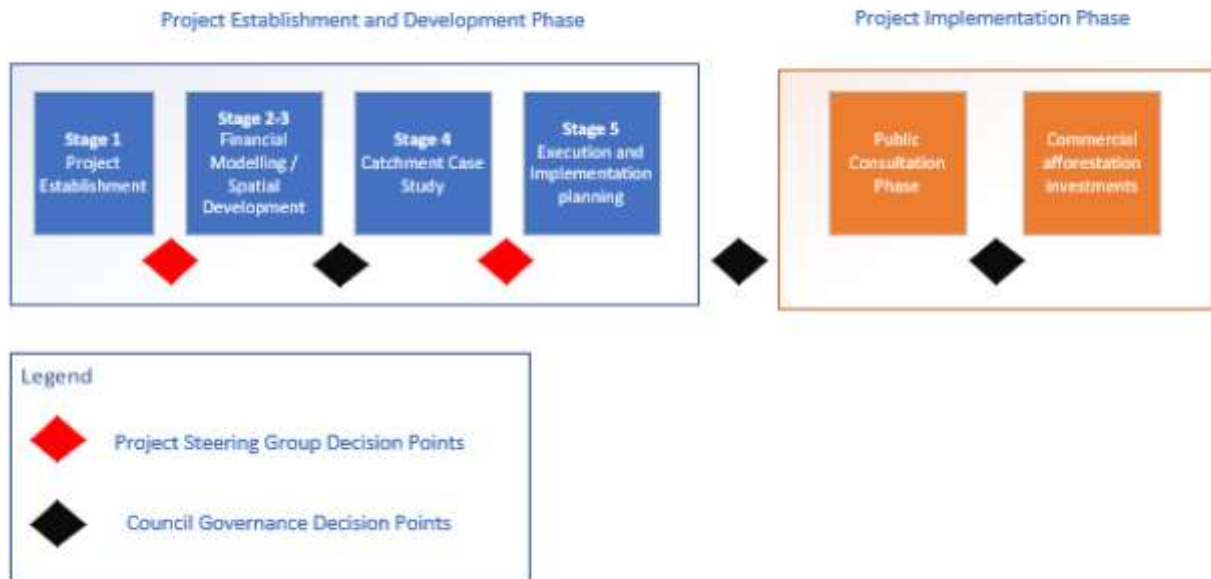 Project Establishment and Development Phase
Project Implementation Phase
Stage 1
Project
Establishment
Stage 2-3
Financial
Modelling /
Spatial
Development
Stage 4
Catchment Case
Study
Stage 5
Execution and
Implementation
planning
Public
Consultation
Phase
Commercial
afforestation
investments
Legend
Project Steering Group Decision Points
Council Governance Decision Points